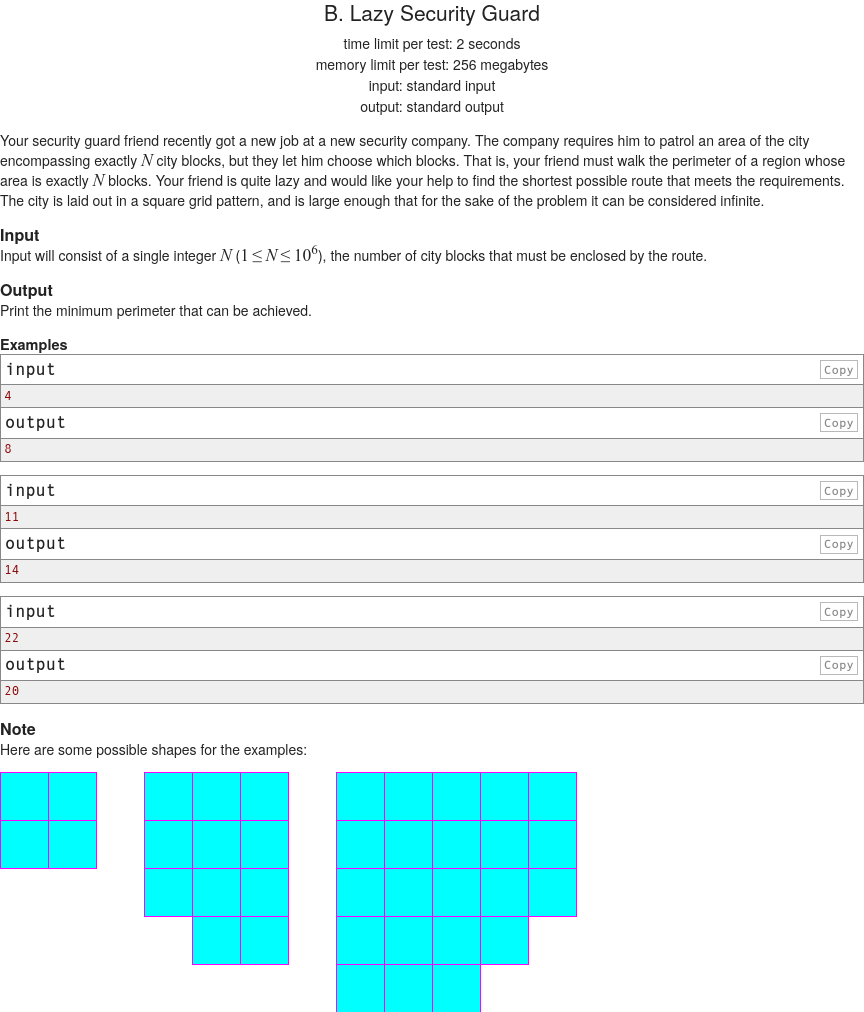 B. Lazy Security Guard
time limit per test: 2 seconds
memory limit per test: 256 megabytes
input: standard input
output: standard output
Your security guard friend recently got a new job at a new security company. The company requires him to patrol an area of the city
encompassing exactly N city blocks, but they let him choose which blocks. That is, your friend must walk the perimeter of a region whose
area is exactly N blocks. Your friend is quite lazy and would like your help to find the shortest possible route that meets the requirements.
The city is laid out in a square grid pattern, and is large enough that for the sake of the problem it can be considered infinite.
Input
Input will consist of a single integer N (1 ≤ N ≤ 10⁶), the number of city blocks that must be enclosed by the route.
Output
Print the minimum perimeter that can be achieved.
Examples
input
Copy
4
output
Copy
8
input
Copy
11
output
Copy
14
input
Copy
22
output
Copy
20
Note
Here are some possible shapes for the examples: